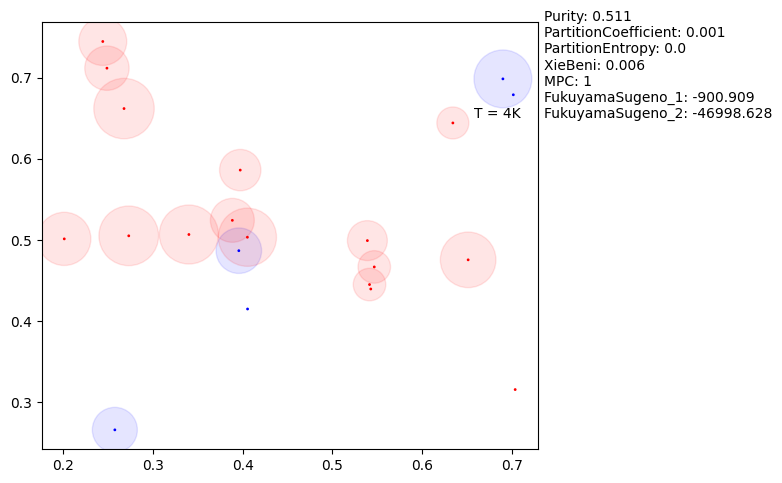 Purity: 0.511
PartitionCoefficient: 0.001
PartitionEntropy: 0.0
XieBeni: 0.006
MPC: 1
FukuyamaSugeno_1: -900.909
FukuyamaSugeno_2: -46998.628
T = 4K
0.7
0.6
0.5
0.4
0.3
0.2 0.3 0.4 0.5 0.6 0.7